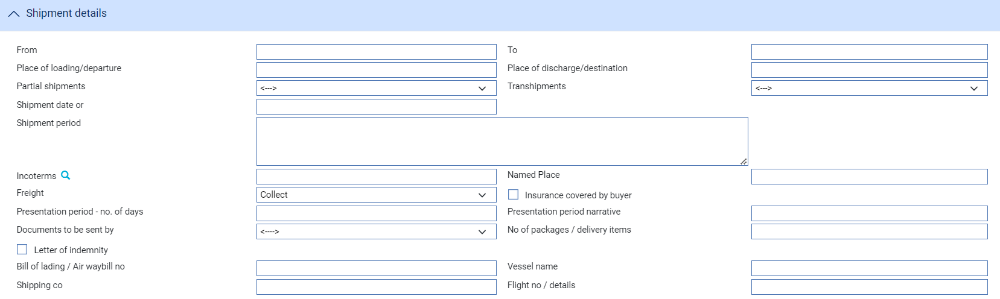 Shipment details
From To
Place of loading/departure Place of discharge/destination
Partial shipments <---> Transhipments <--->
Shipment date or
Shipment period
Incoterms Named Place
Freight Collect Insurance covered by buyer
Presentation period - no. of days Presentation period narrative
Documents to be sent by <----> No of packages / delivery items
Letter of indemnity
Bill of lading / Air waybill no Vessel name
Shipping co Flight no / details